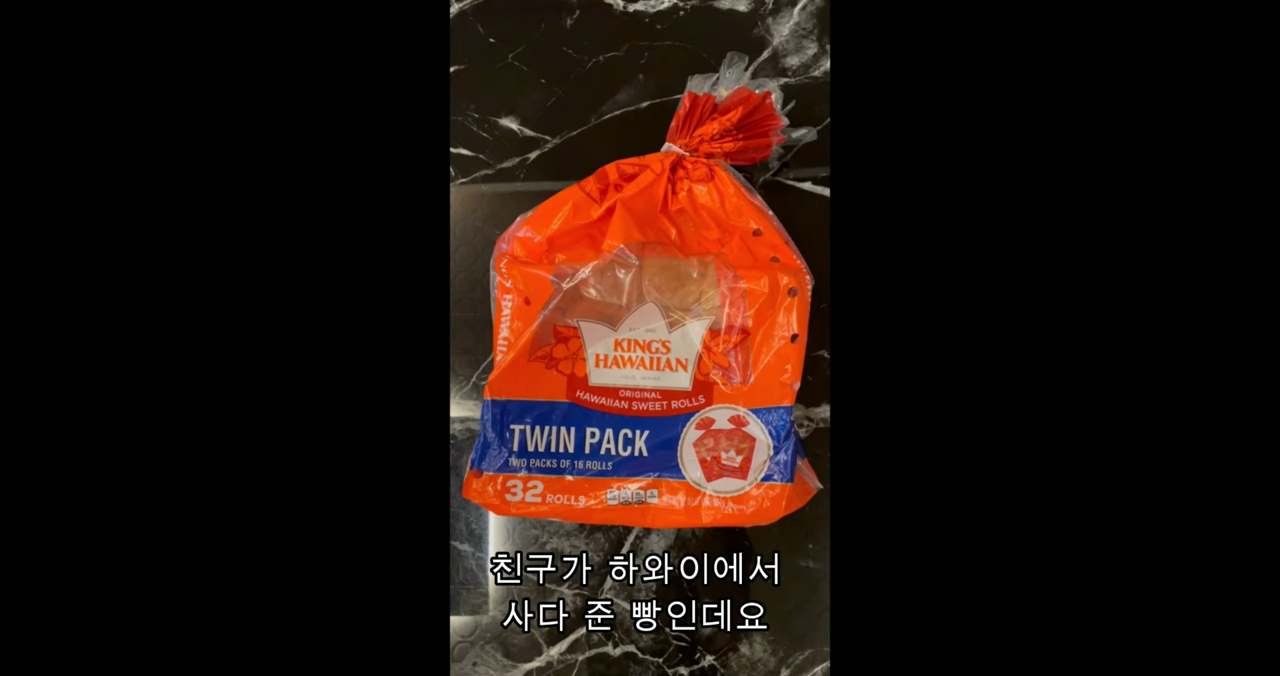 KING'S
HAWAIIAN
ORIGINAL
HAWAIIAN SWEET ROLLS
TWIN PACK
TWO PACKS OF 16 ROLLS
32 ROLLS
친구가 하와이에서
사다 준 빵인데요